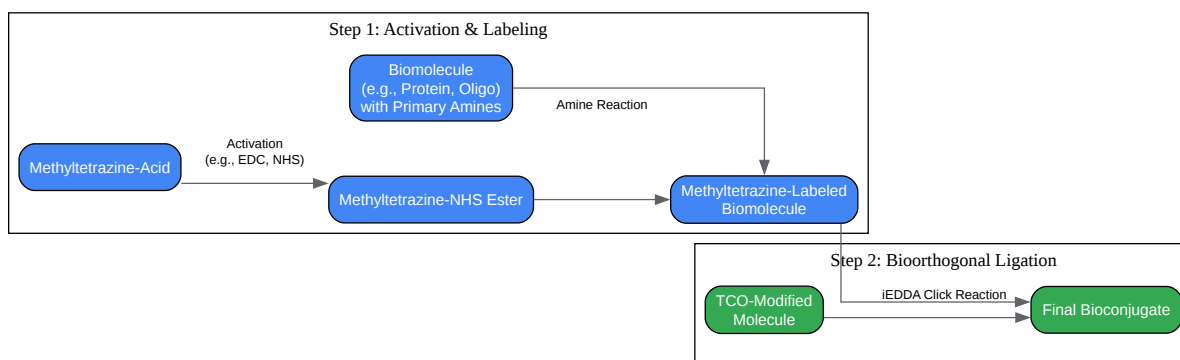 Step 1: Activation & Labeling
Biomolecule
(e.g., Protein, Oligo)
with Primary Amines
Amine Reaction
Activation
(e.g., EDC, NHS)
Methyltetrazine-Acid
Methyltetrazine-NHS Ester
Methyltetrazine-Labeled
Biomolecule
Step 2: Bioorthogonal Ligation
TCO-Modified
Molecule
iEDDA Click Reaction
Final Bioconjugate